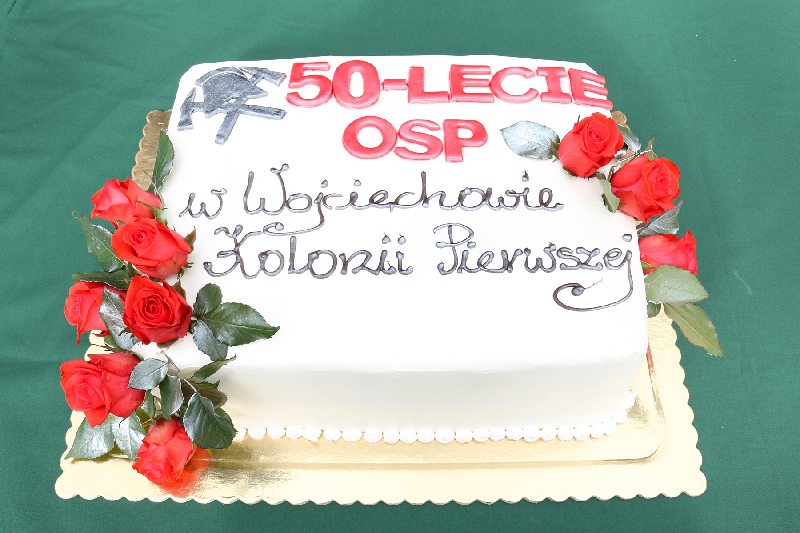 50-LECIE
OSP
w Wojciechowie
Kolonii Pierwszej